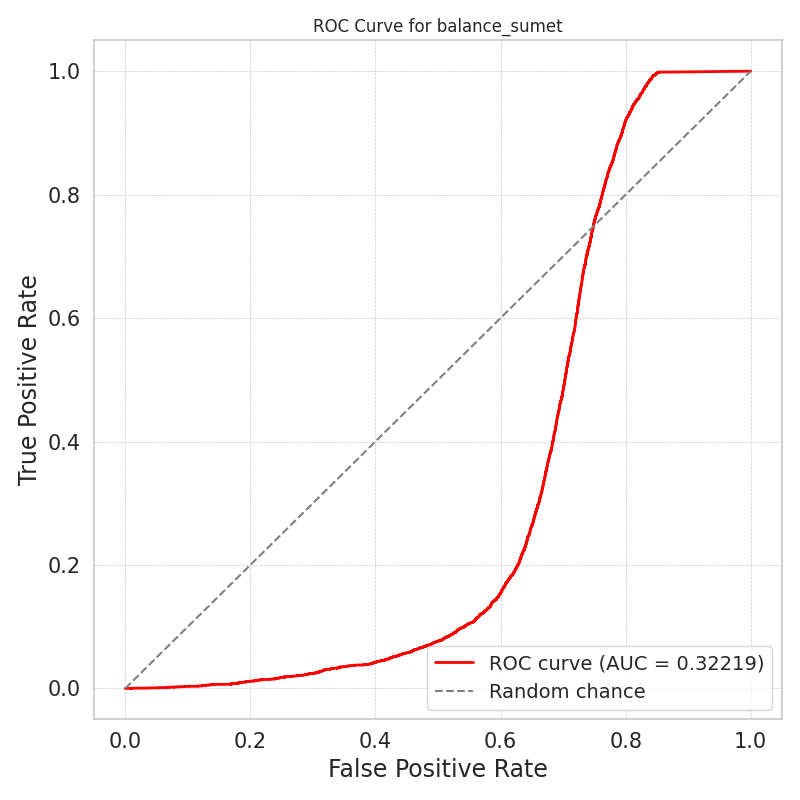 ROC Curve for balance_sumet
1.0
0.8
0.6
0.4
0.2
0.0
True Positive Rate
ROC curve (AUC = 0.32219)
Random chance
0.0 0.2 0.4 0.6 0.8 1.0
False Positive Rate